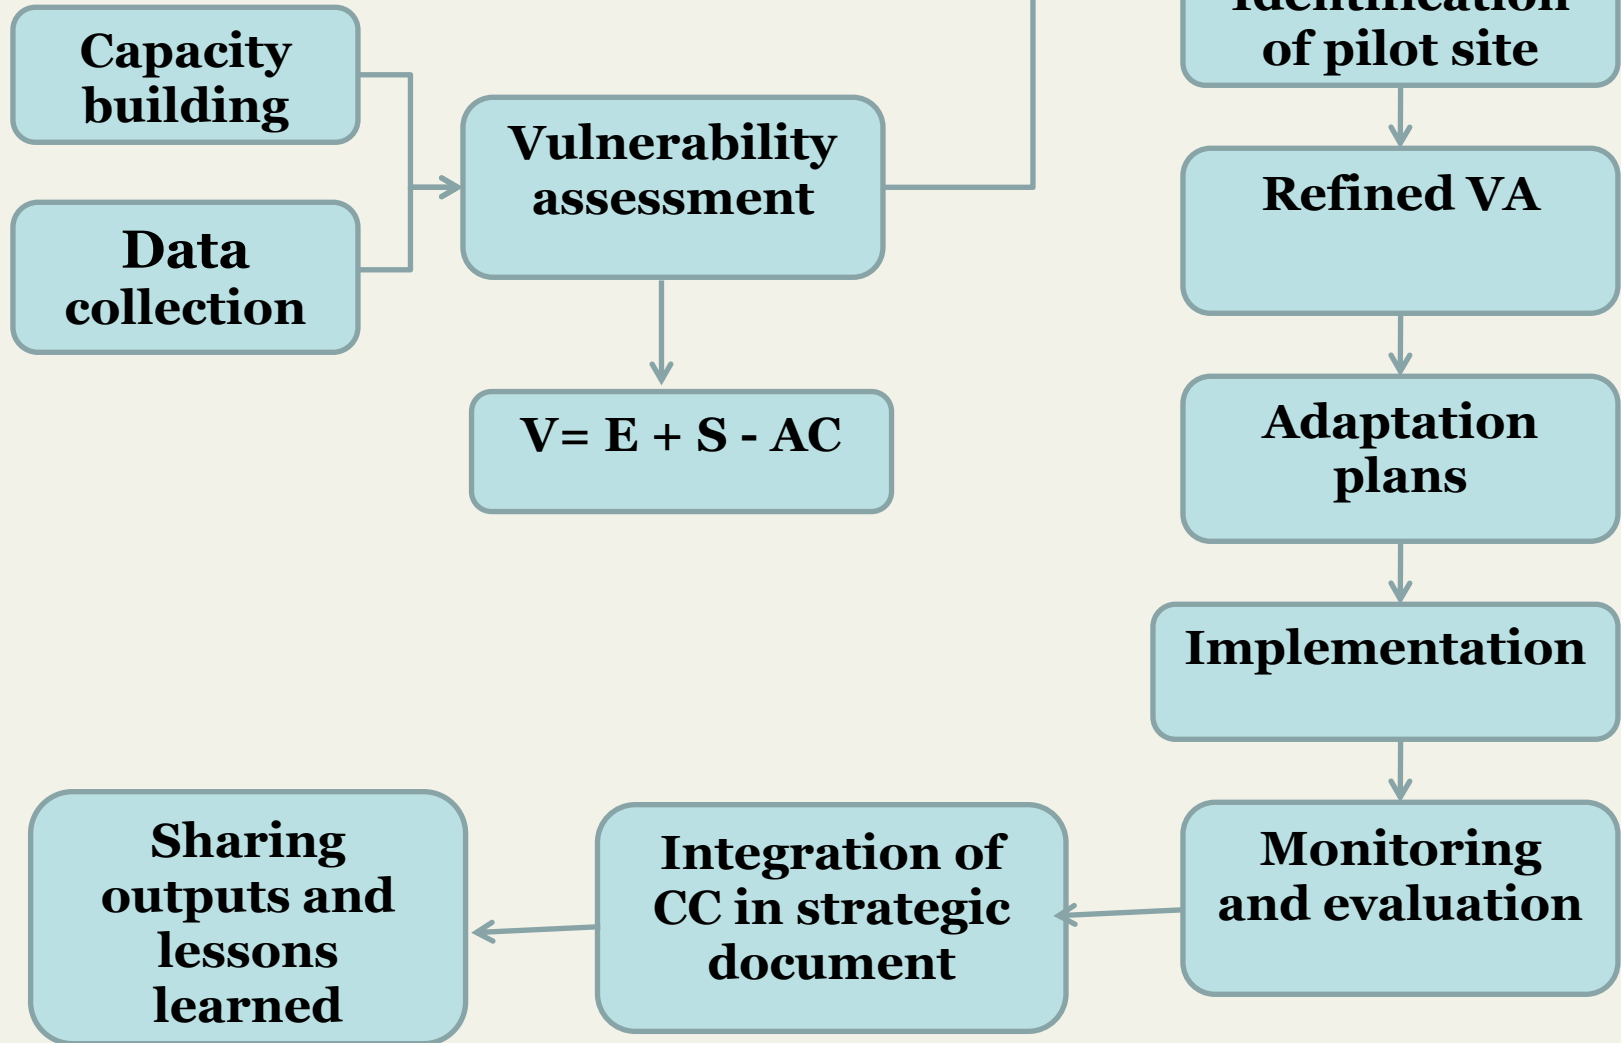 Capacity
building
Data
collection
Vulnerability
assessment
V= E + S - AC
Identification
of pilot site
Refined VA
Adaptation
plans
Implementation
Monitoring
and evaluation
Integration of
CC in strategic
document
Sharing
outputs and
lessons
learned